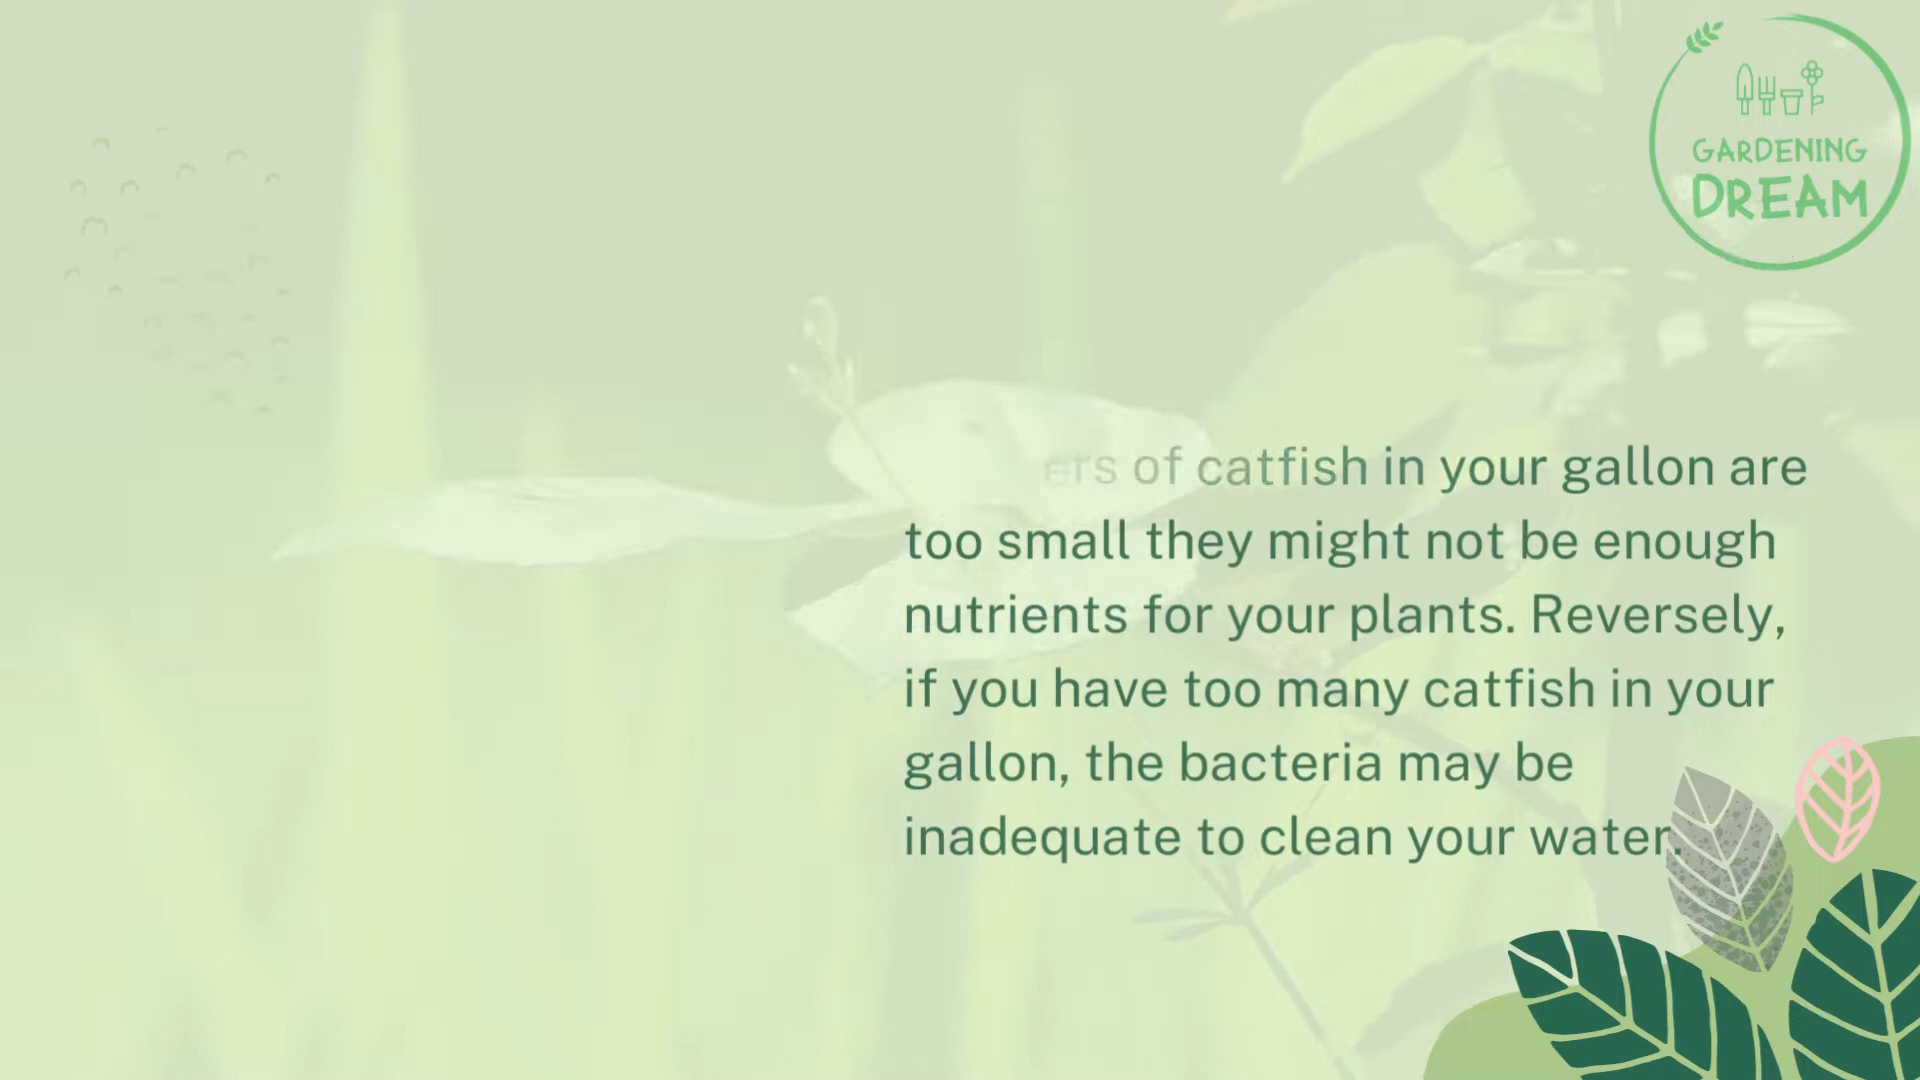 GARDENING
DREAM
of catfish in your gallon are
too small they might not be enough
nutrients for your plants. Reversely,
if you have too many catfish in your
gallon, the bacteria may be
inadequate to clean your water.